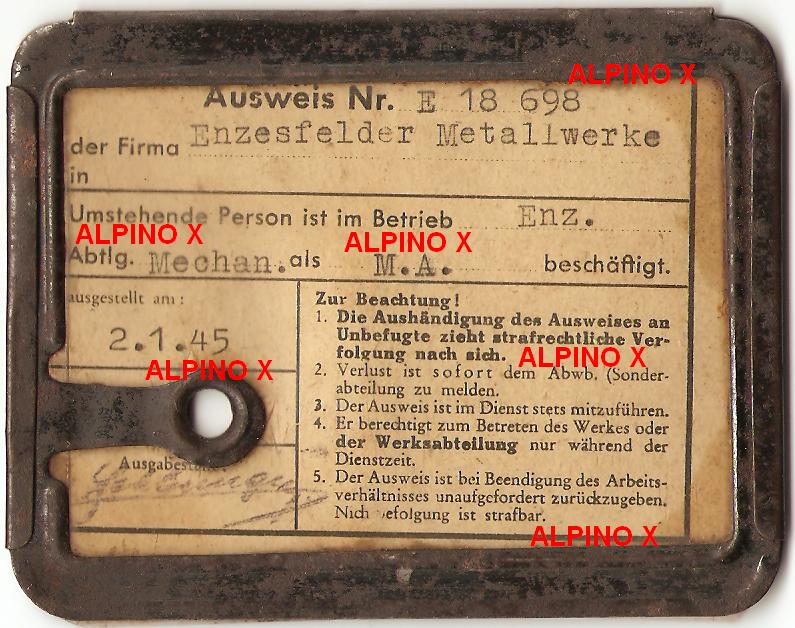 ALPINO X
Ausweis Nr. E 18 698
der Firma Enzesfelder Metallwerke
in
Umstehende Person ist im Betrieb Enz.
ALPINO X
ALPINO X
Abtlg. Mechan. als M.A. beschäftigt.
ausgestellt am:
2.1.45
ALPINO X
Zur Beachtung!
1. Die Aushändigung des Ausweises an
Unbefugte zieht strafrechtliche Ver-
folgung nach sich.
ALPINO X
2. Verlust ist sofort dem Abwb. (Sonder-
abteilung zu melden.
3. Der Ausweis ist im Dienst stets mitzuführen.
4. Er berechtigt zum Betreten des Werkes oder
der Werksabteilung nur während der
Dienstzeit.
5. Der Ausweis ist bei Beendigung des Arbeits-
verhältnisses unaufgefordert zurückzugeben.
ist strafbar.
ALPINO X